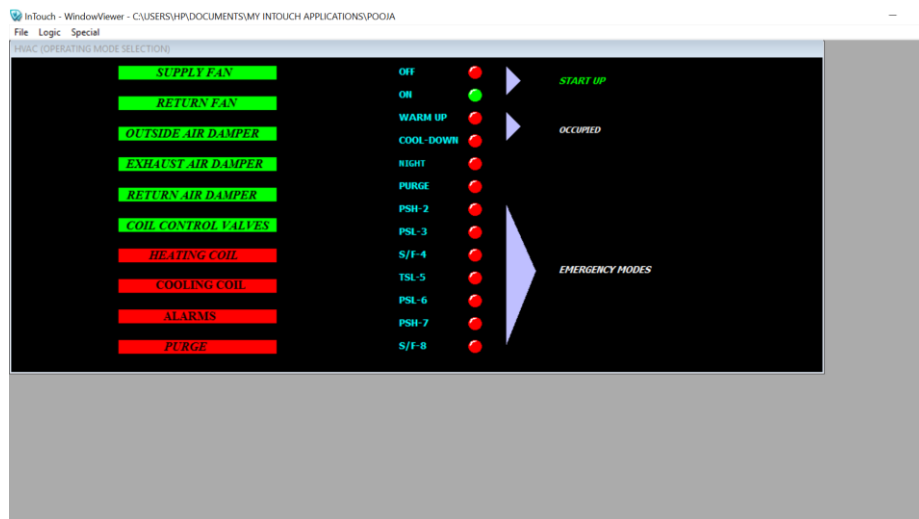 InTouch - WindowViewer - C:\USERS\HP\DOCUMENTS\MY INTOUCH APPLICATIONS\POOJA
File Logic Special
HVAC (OPERATING MODE SELECTION)
SUPPLY FAN
RETURN FAN
OUTSIDE AIR DAMPER
EXHAUST AIR DAMPER
RETURN AIR DAMPER
COIL CONTROL VALVES
HEATING COIL
COOLING COIL
ALARMS
PURGE
OFF
ON
WARM UP
COOL-DOWN
NIGHT
PURGE
PSH-2
PSL-3
S/F-4
TSL-5
PSL-6
PSH-7
S/F-8
START UP
OCCUPIED
EMERGENCY MODES